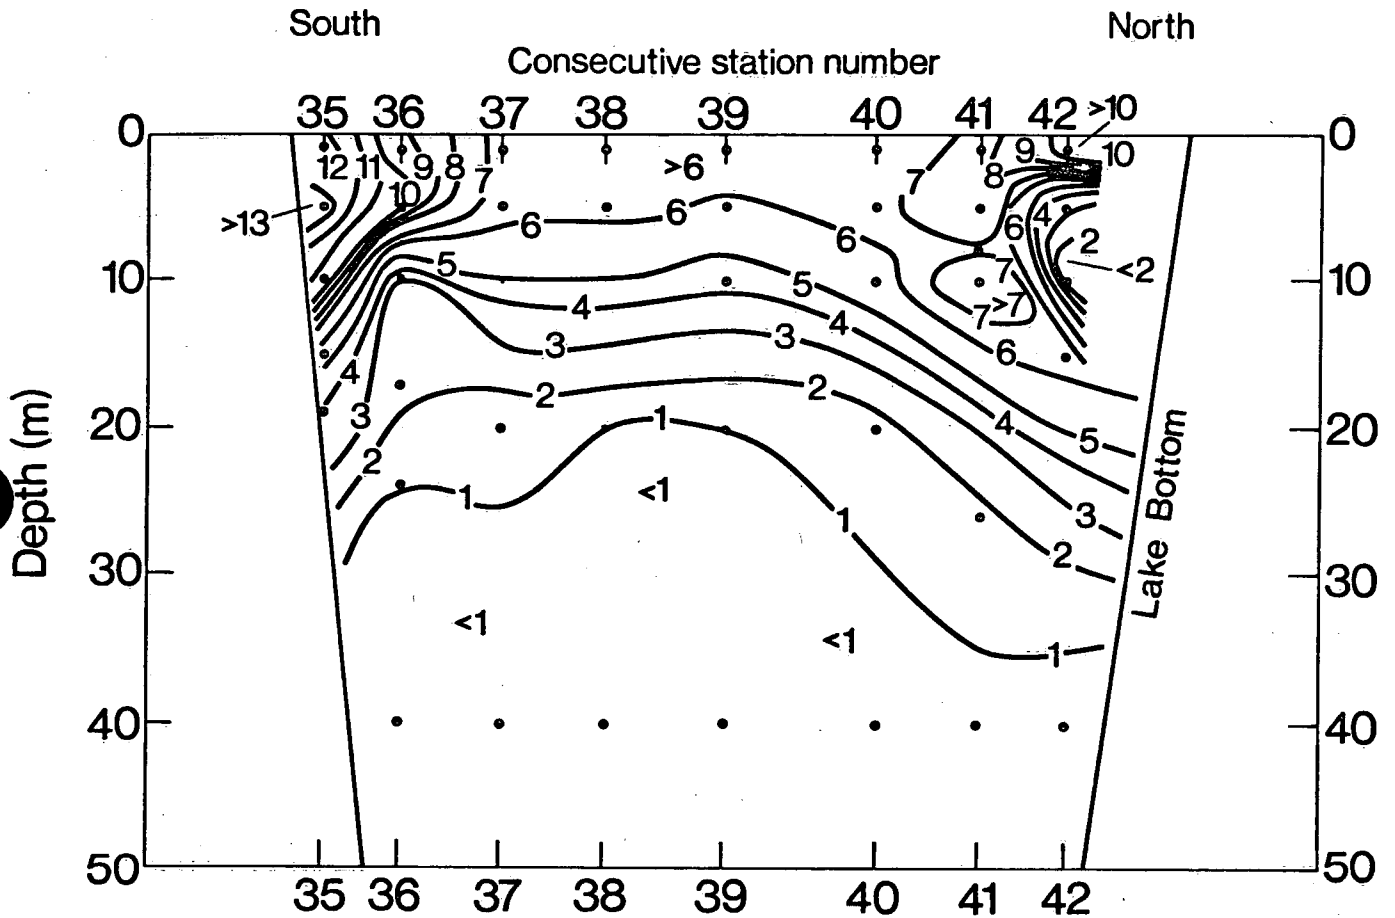 South North
Consecutive station number
35 36 37 38 39 40 41 42 >10
0 0
12 11 9 8 7 >6 7 8 9 10
10
>13 6 6 6 6 4 2
5 7 <2
10 10
4 5 7 >7
3 3 4 6
4
3 2 2 4 5
20 20
2 1
1 <1 1 3
2
30 30
<1 <1 1
40 40
50 50
35 36 37 38 39 40 41 42
Depth (m)
Lake Bottom